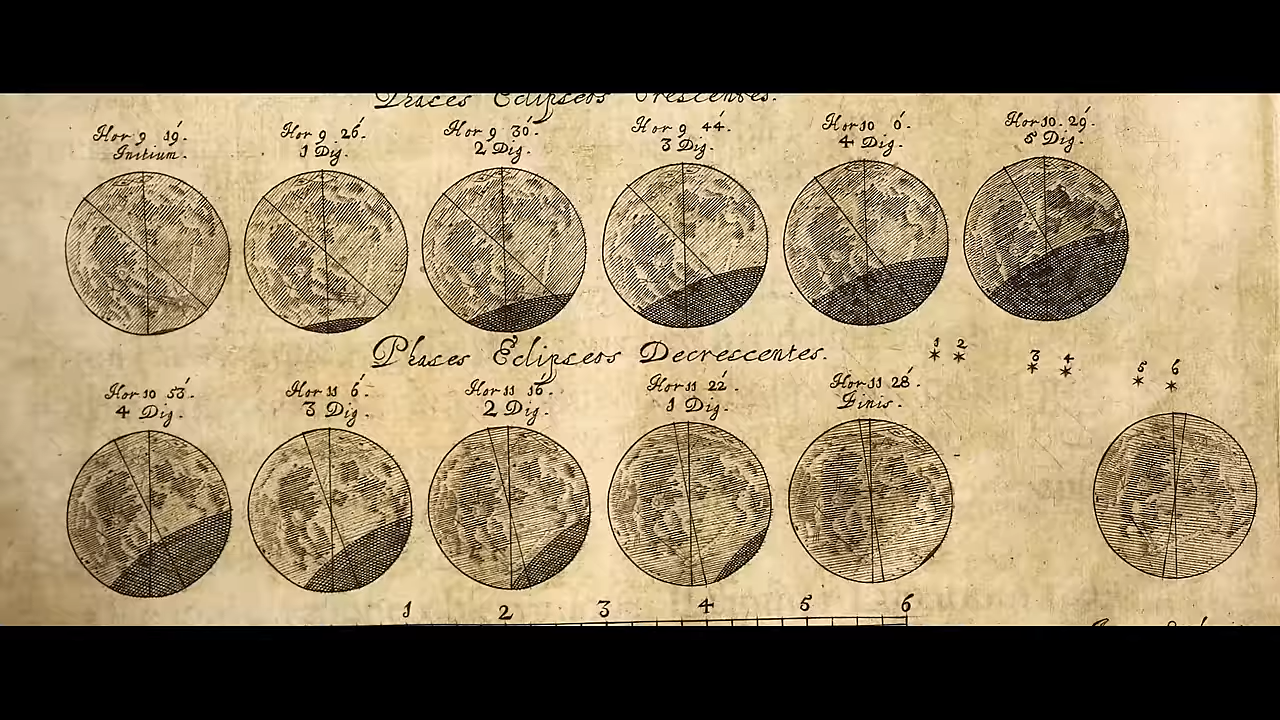 Phases Eclipseos Crescentes.
Hor 9 19'. Hor 9 26'. Hor 9 30'. Hor 9 44'. Hor 10 0'. Hor 10. 29'.
Initium. 1 Dig. 2 Dig. 3 Dig. 4 Dig. 5 Dig.
Phases Eclipseos Decrescentes.
1 2 3 4 5 6
Hor 10 53'. Hor 11 6'. Hor 11 16'. Hor 11 22'. Hor 11 28'.
4 Dig. 3 Dig. 2 Dig. 1 Dig. Finis.
1 2 3 4 5 6